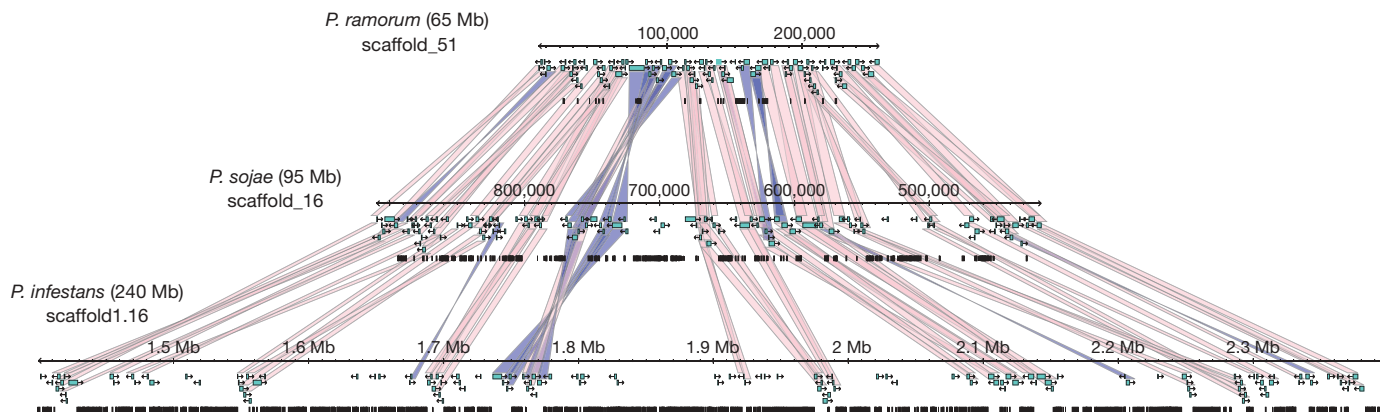 P. ramorum (65 Mb)
scaffold_51
100,000
200,000
P. sojae (95 Mb)
scaffold_16
800,000
700,000
600,000
500,000
P. infestans (240 Mb)
scaffold1.16
1.5 Mb
1.6 Mb
1.7 Mb
1.8 Mb
1.9 Mb
2 Mb
2.1 Mb
2.2 Mb
2.3 Mb